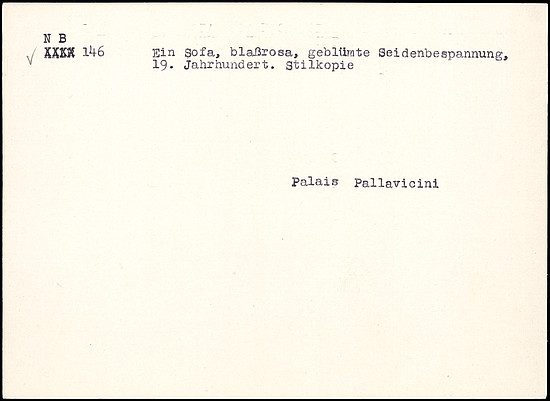 N B
XXXX 146 Ein Sofa, blaßrosa, geblümte Seidenbespannung,
19. Jahrhundert. Stilkopie
Palais Pallavicini